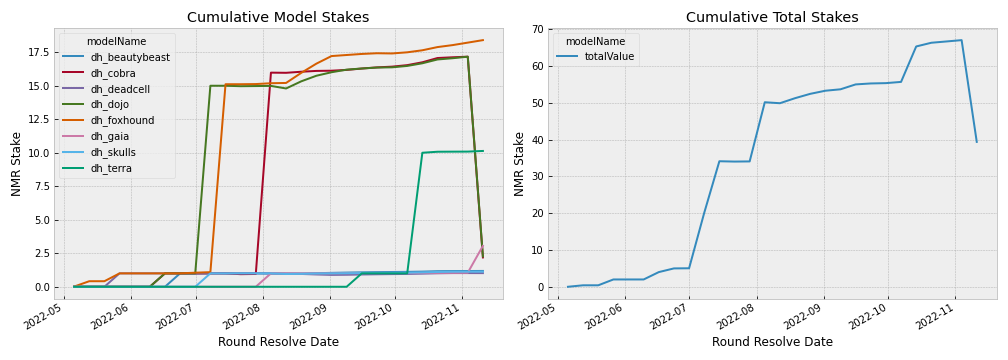 Cumulative Model Stakes
NMR Stake
17.5
15.0
12.5
10.0
7.5
5.0
2.5
0.0
modelName
dh_beautybeast
dh_cobra
dh_deadcell
dh_dojo
dh_foxhound
dh_gaia
dh_skulls
dh_terra
2022-05
2022-06
2022-07
2022-08
2022-09
2022-10
2022-11
Round Resolve Date
Cumulative Total Stakes
NMR Stake
70
60
50
40
30
20
10
0
modelName
totalValue
2022-05
2022-06
2022-07
2022-08
2022-09
2022-10
2022-11
Round Resolve Date